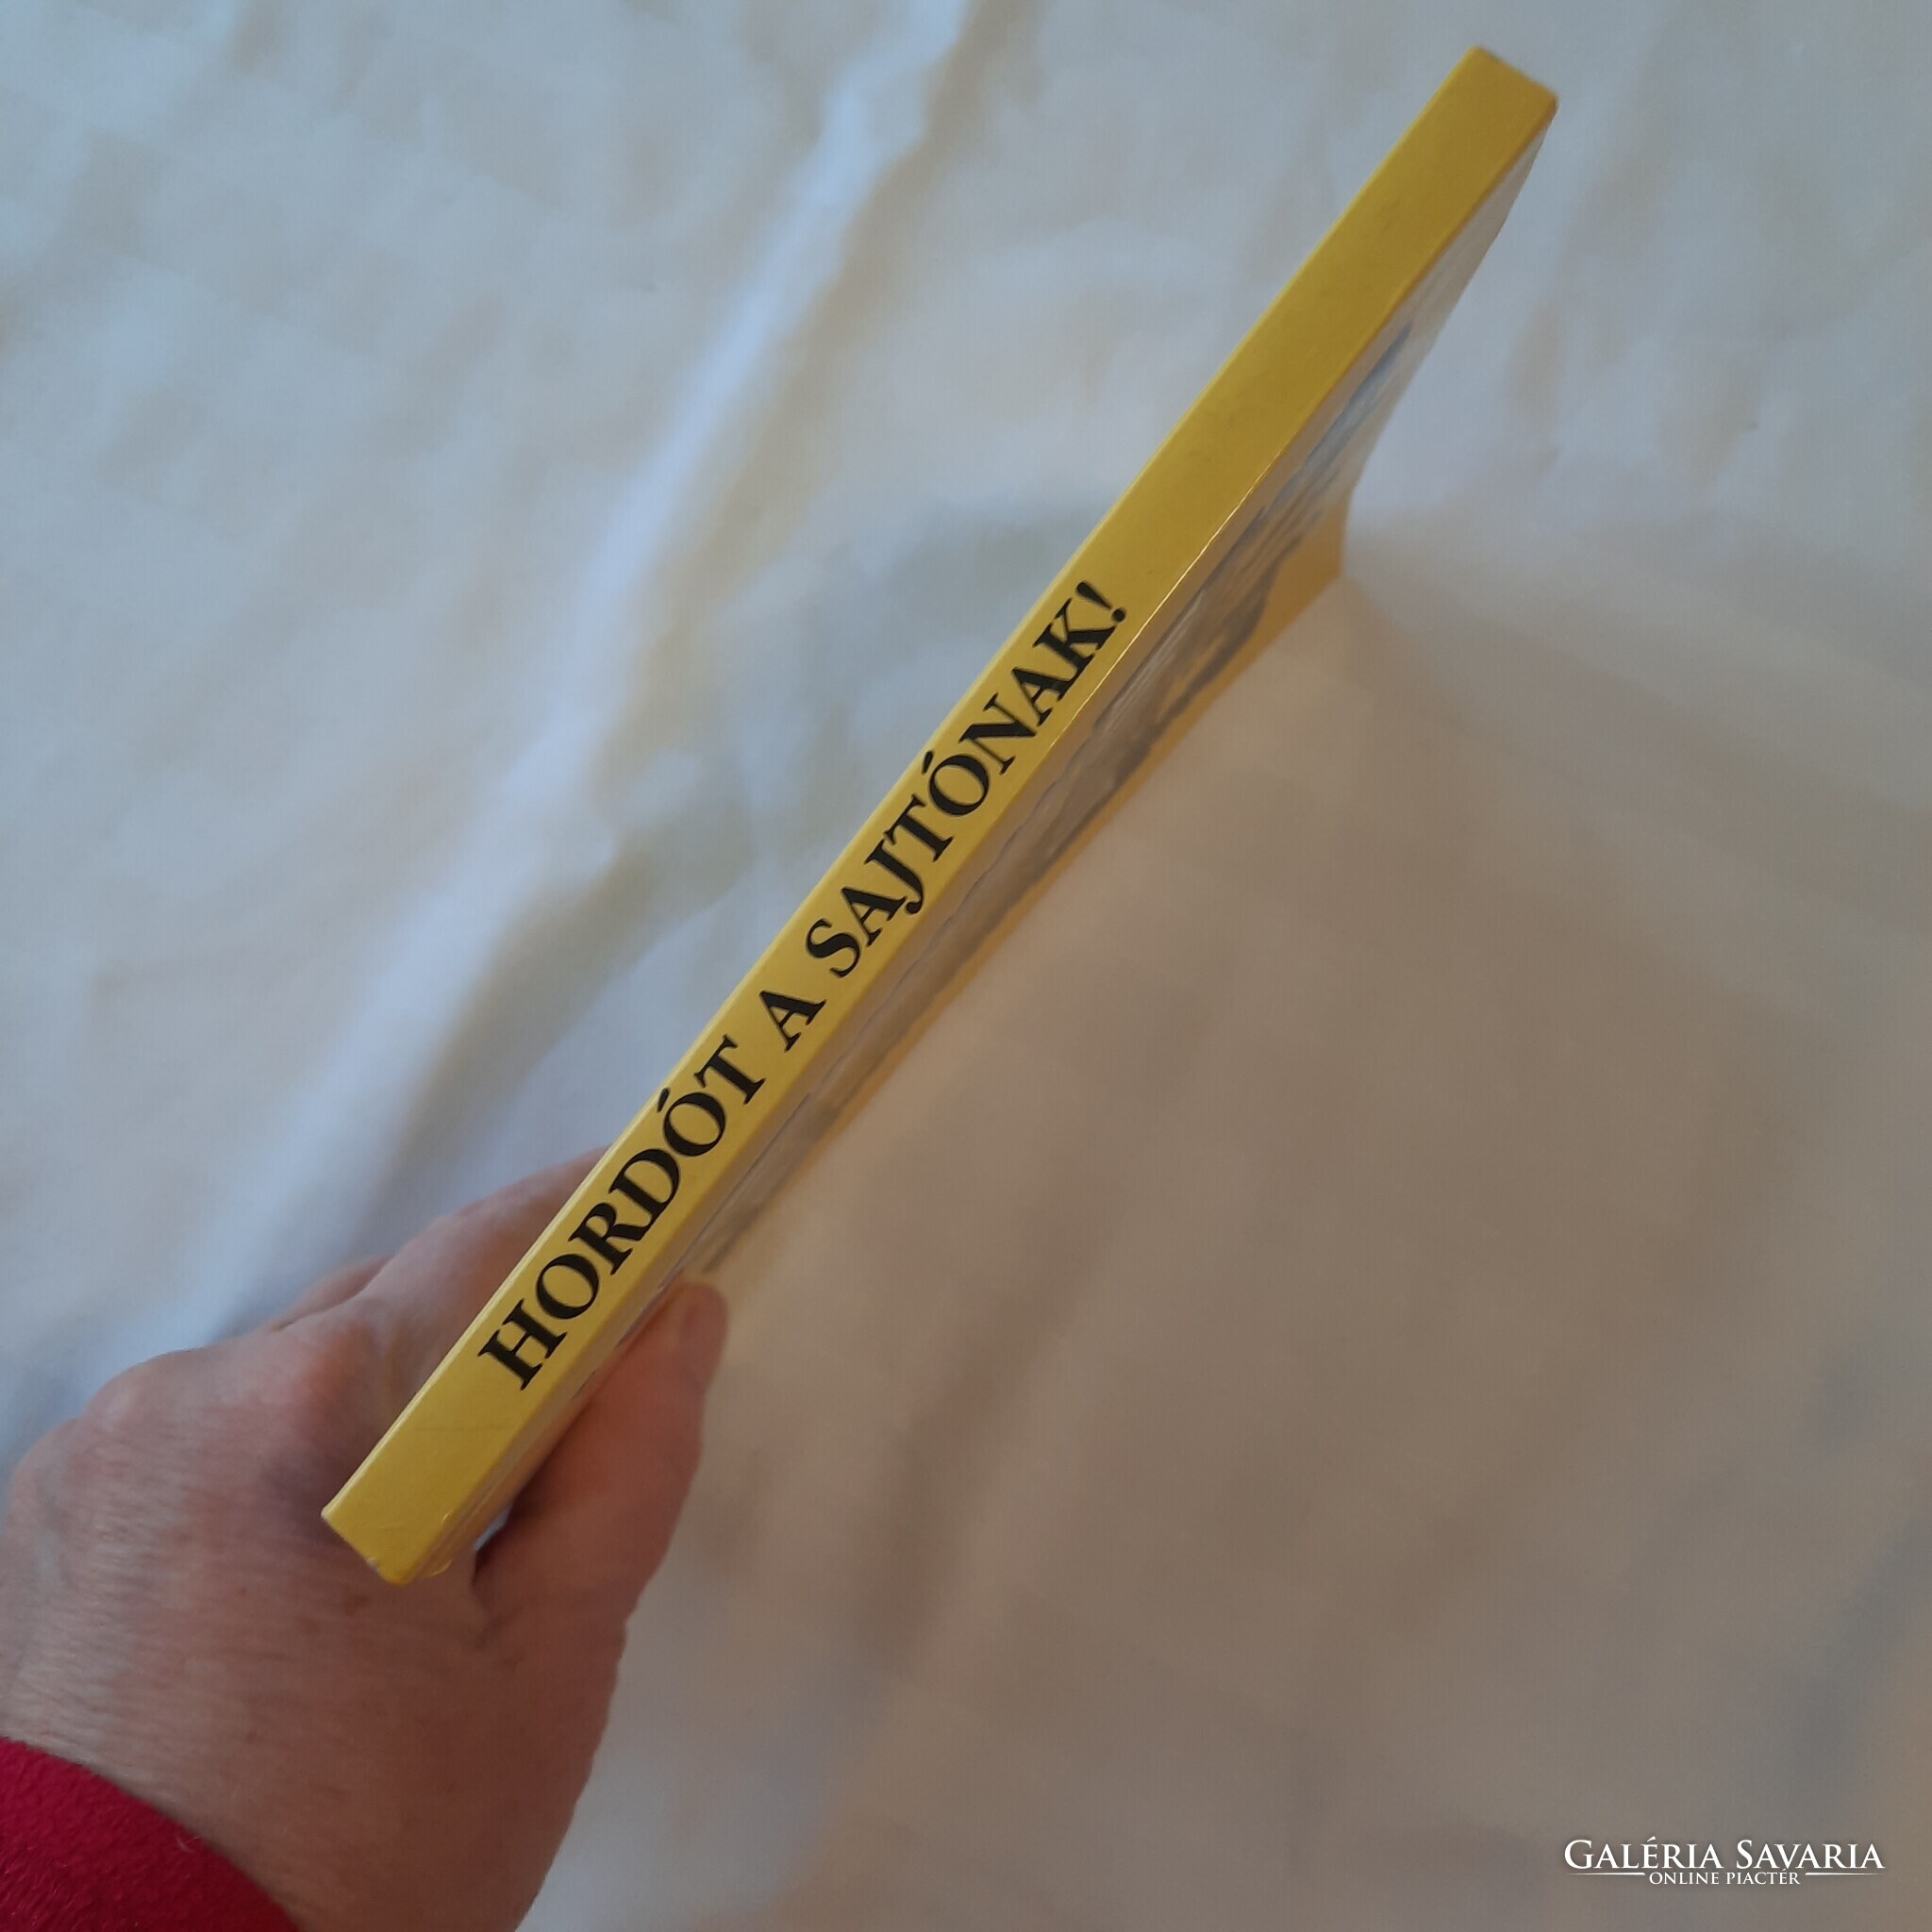 HORDÓT A SAJTÓNAK!
GALÉRIA SAVARIA
ONLINE PIACTÉR